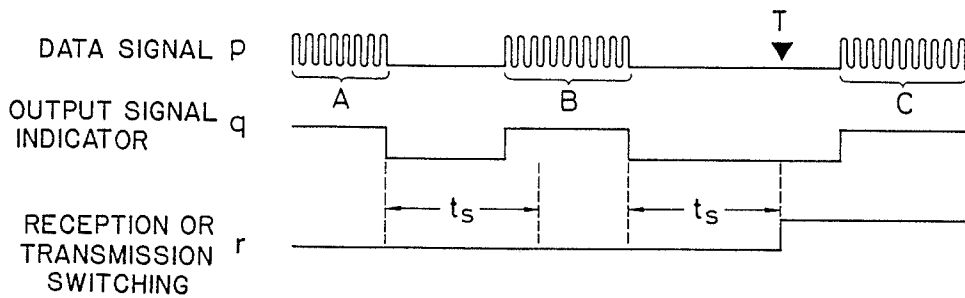 T
DATA SIGNAL p
A B C
OUTPUT SIGNAL q
INDICATOR
ts ts
RECEPTION OR
TRANSMISSION r
SWITCHING